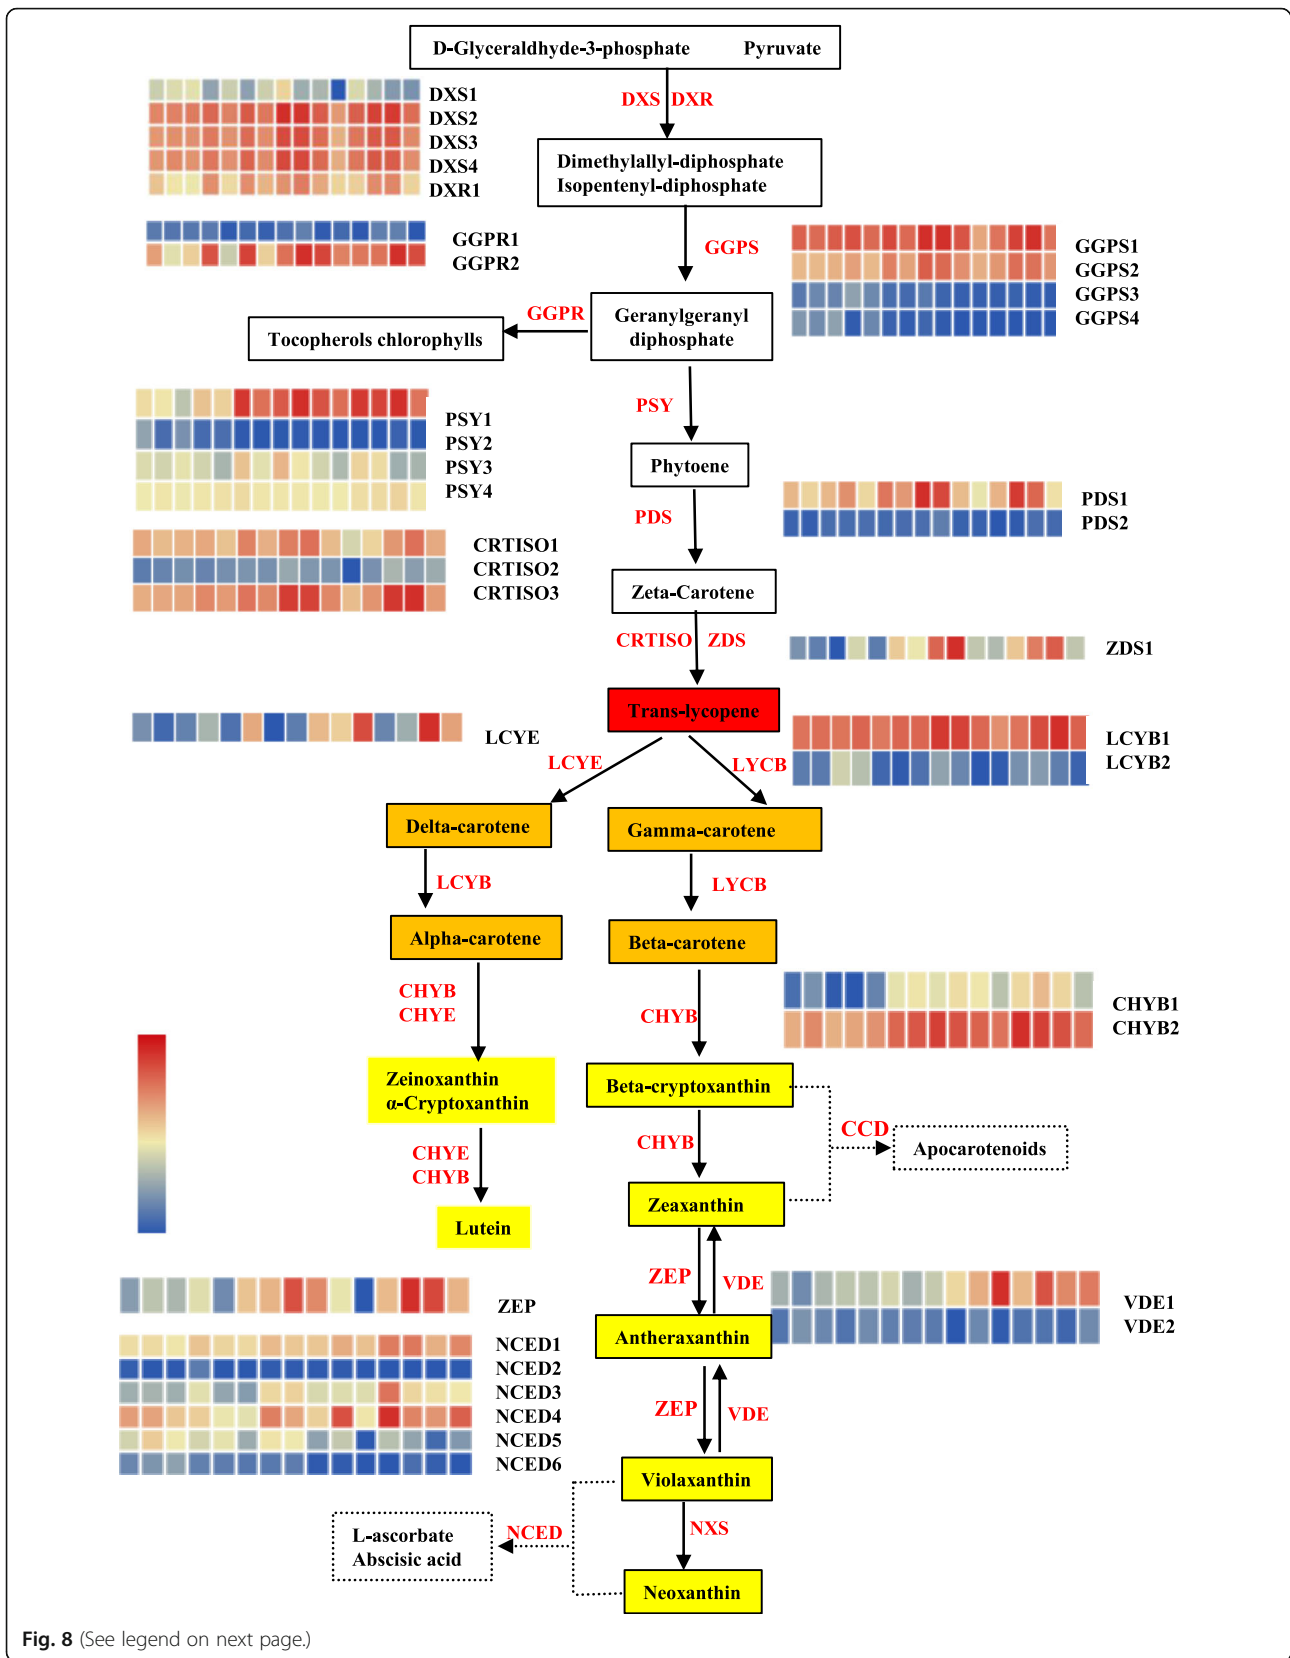 D-Glyceraldhyde-3-phosphate Pyruvate
DXS DXR
DXS1
DXS2
DXS3
DXS4
DXR1
Dimethylallyl-diphosphate
Isopentenyl-diphosphate
GGPR1
GGPR2
GGPS
GGPS1
GGPS2
GGPS3
GGPS4
GGPR
Geranylgeranyl
diphosphate
Tocopherols chlorophylls
PSY
PSY1
PSY2
PSY3
PSY4
Phytoene
PDS
PDS1
PDS2
CRTISO1
CRTISO2
CRTISO3
Zeta-Carotene
CRTISO ZDS
ZDS1
Trans-lycopene
LCYE
LCYE
LYCB
LCYB1
LCYB2
Delta-carotene
Gamma-carotene
LCYB
LYCB
Alpha-carotene
Beta-carotene
CHYB
CHYE
CHYB
CHYB1
CHYB2
Zeinoxanthin
α-Cryptoxanthin
Beta-cryptoxanthin
CHYE
CHYB
CHYB
CCD
Apocarotenoids
Lutein
Zeaxanthin
ZEP
ZEP
VDE
VDE1
VDE2
Antheraxanthin
NCED1
NCED2
NCED3
NCED4
NCED5
NCED6
ZEP
VDE
Violaxanthin
L-ascorbate
Abscisic acid
NCED
NXS
Neoxanthin
Fig. 8 (See legend on next page.)